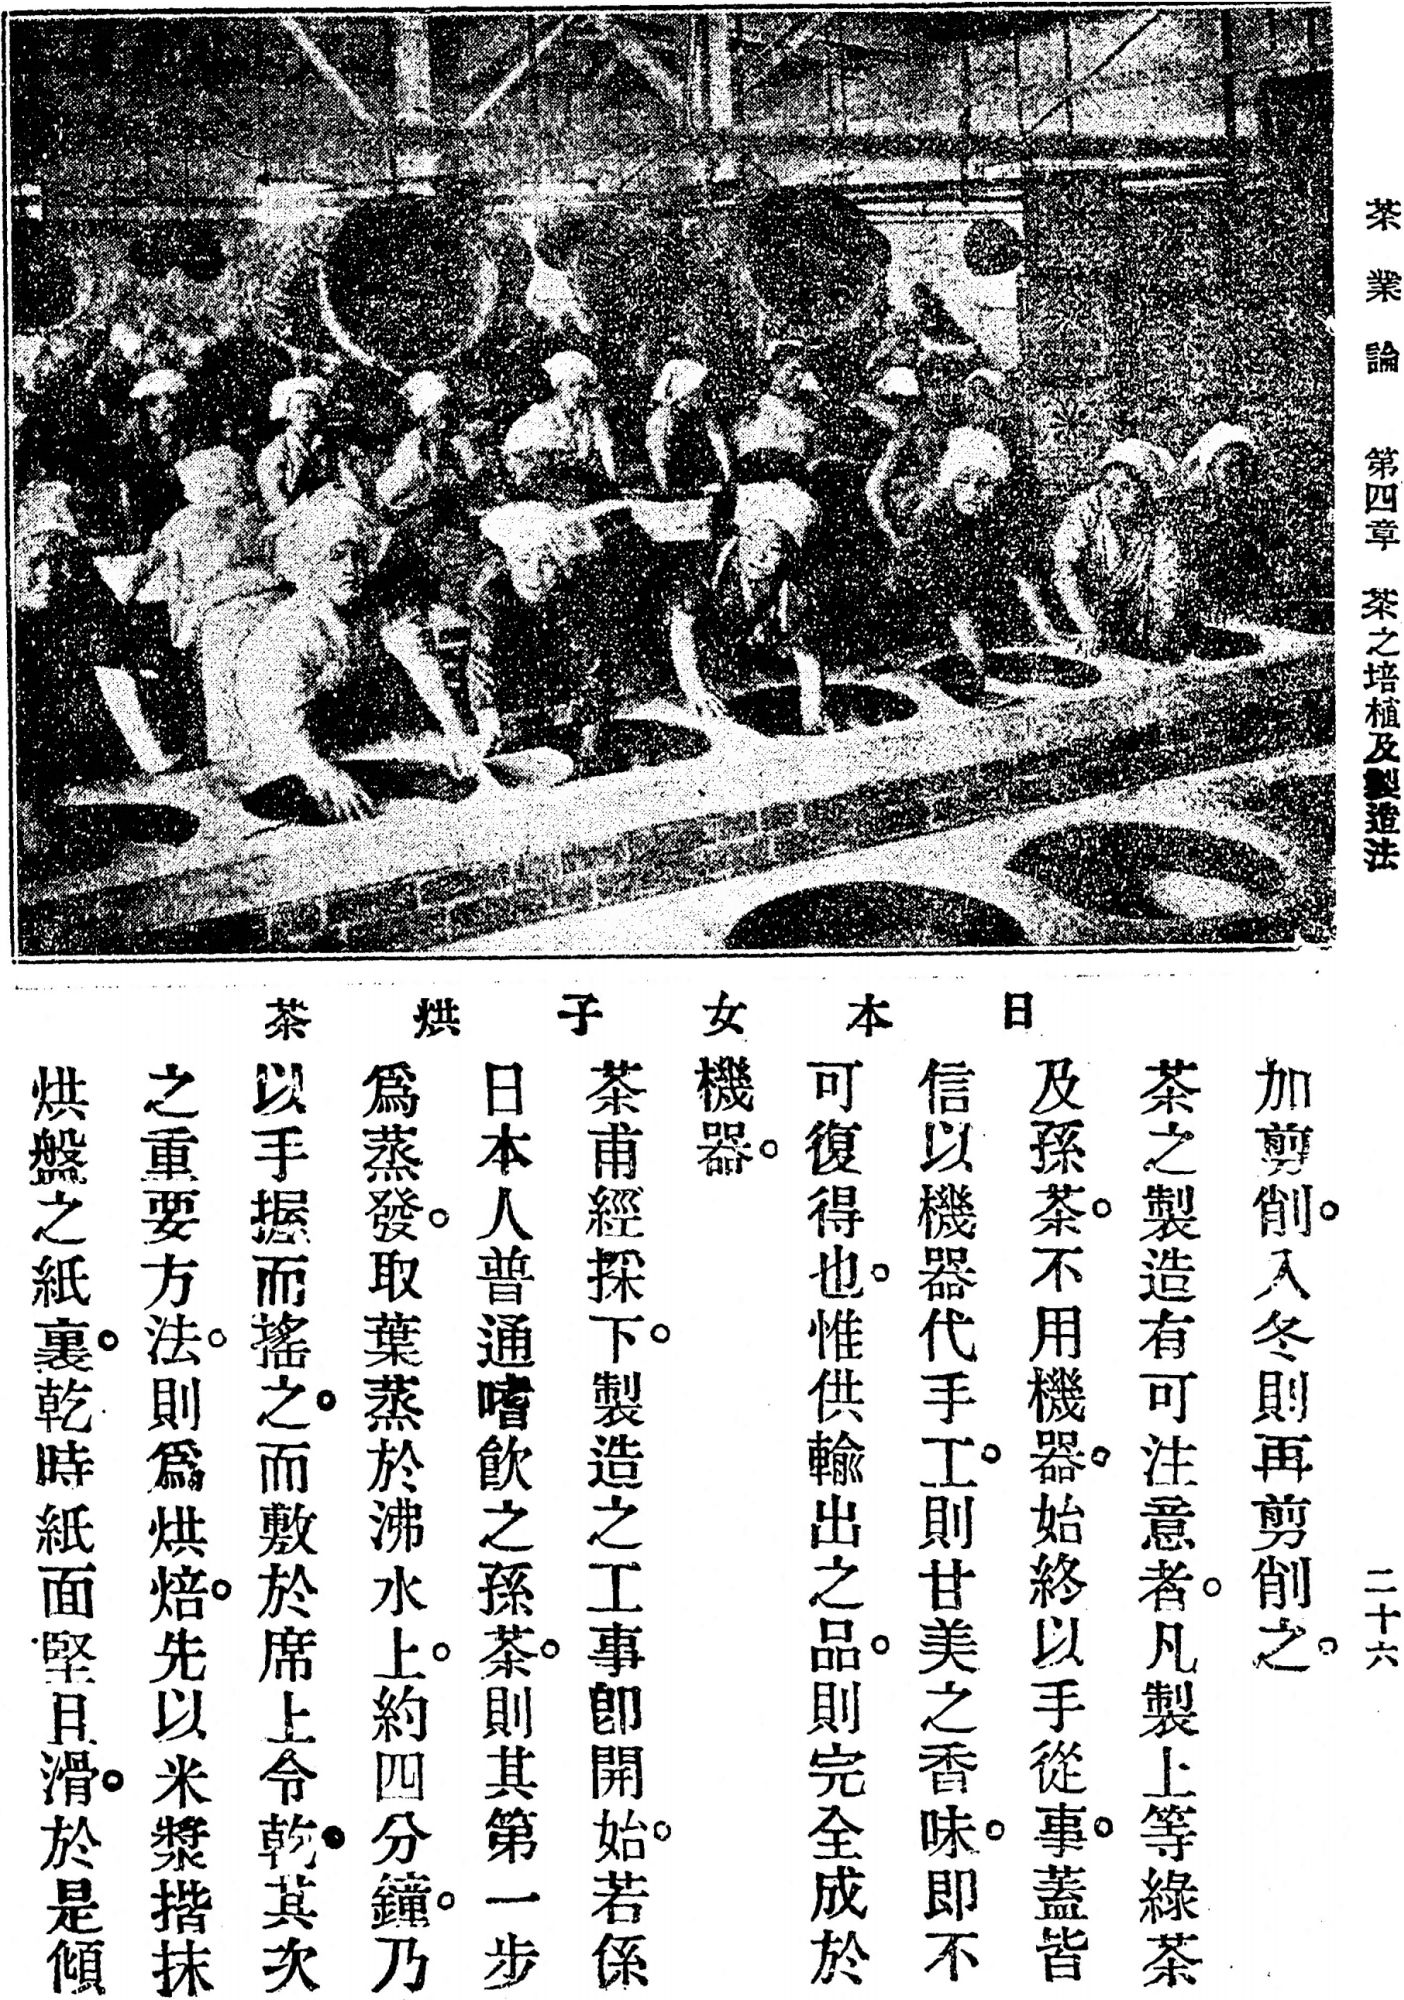 茶業論　第四章　茶之培植及製造法　二十六
日本女子烘茶
加剪削。入冬則再剪削之。
茶之製造有可注意者。凡製上等綠茶
及孫茶。不用機器。始終以手從事。蓋皆
信以機器代手工。則甘美之香味。即不
可復得也。惟供輸出之品。則完全成於
機器。
茶甫經採下。製造之工事即開始。若係
日本人普通嗜飲之孫茶。則其第一步
爲蒸發。取葉蒸於沸水上。約四分鐘。乃
以手握而搖之。而敷於席上令乾。其次
之重要方法。則爲烘焙。先以米漿揩抹
烘盤之紙裏。乾時紙面堅且滑。於是傾